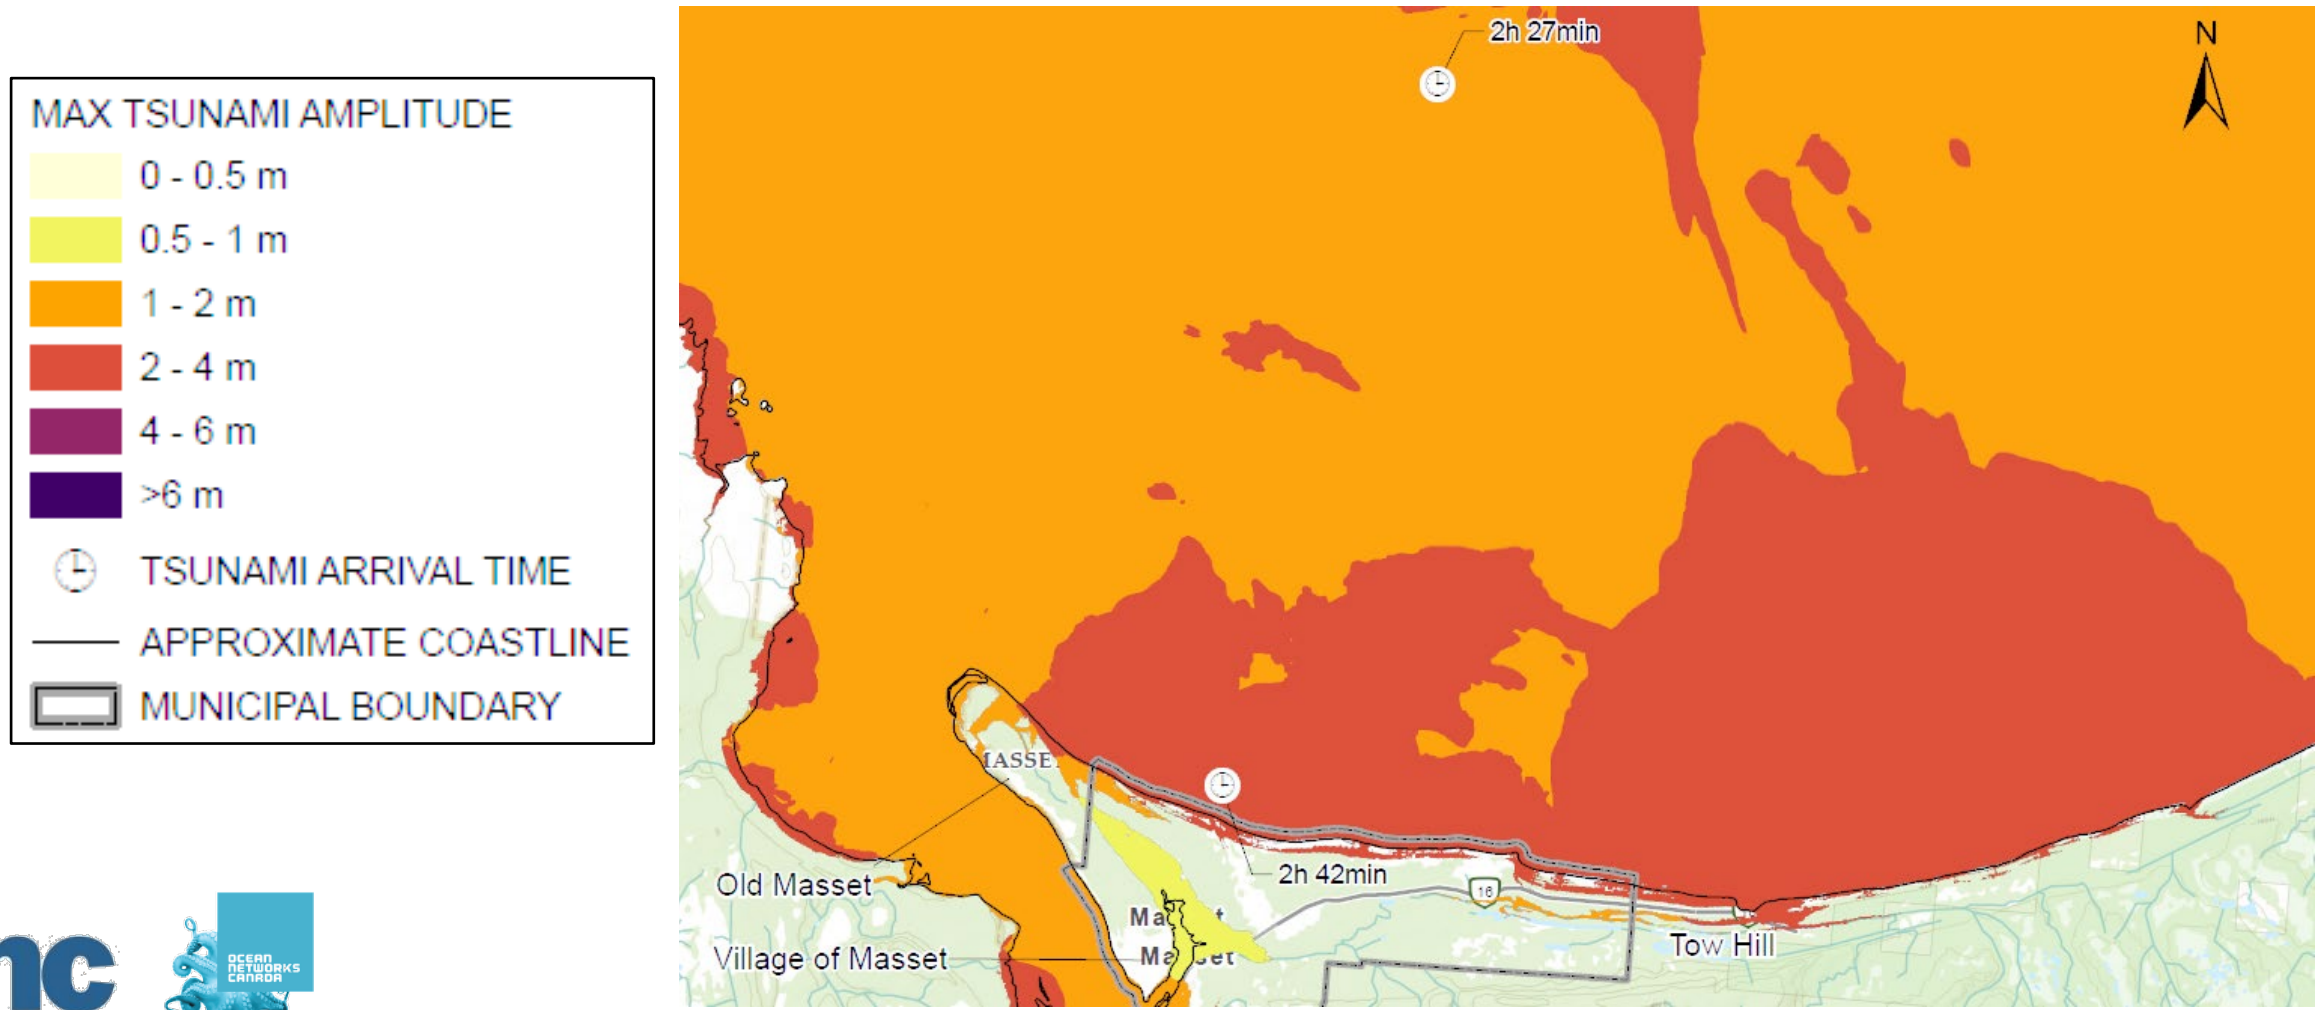 MAX TSUNAMI AMPLITUDE
0 - 0.5 m
0.5 - 1 m
1 - 2 m
2 - 4 m
4 - 6 m
>6 m
TSUNAMI ARRIVAL TIME
APPROXIMATE COASTLINE
MUNICIPAL BOUNDARY
OCEAN
NETWORKS
CANADA
2h 27min
N
2h 42min
16
Old Masset
Village of Masset
Tow Hill